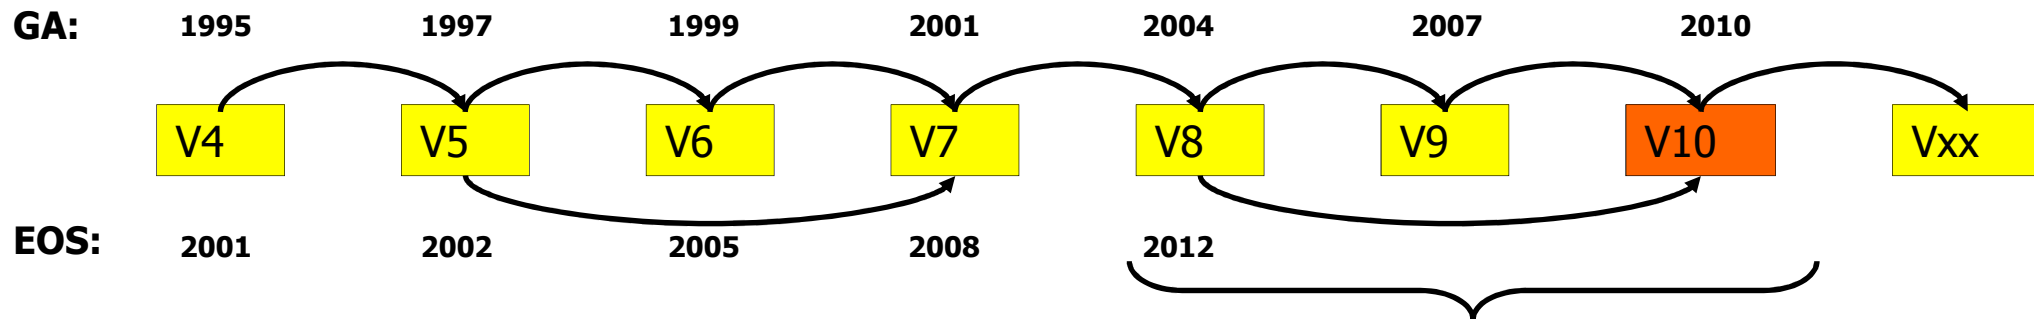 GA: 1995 1997 1999 2001 2004 2007 2010
V4 V5 V6 V7 V8 V9 V10 Vxx
EOS: 2001 2002 2005 2008 2012